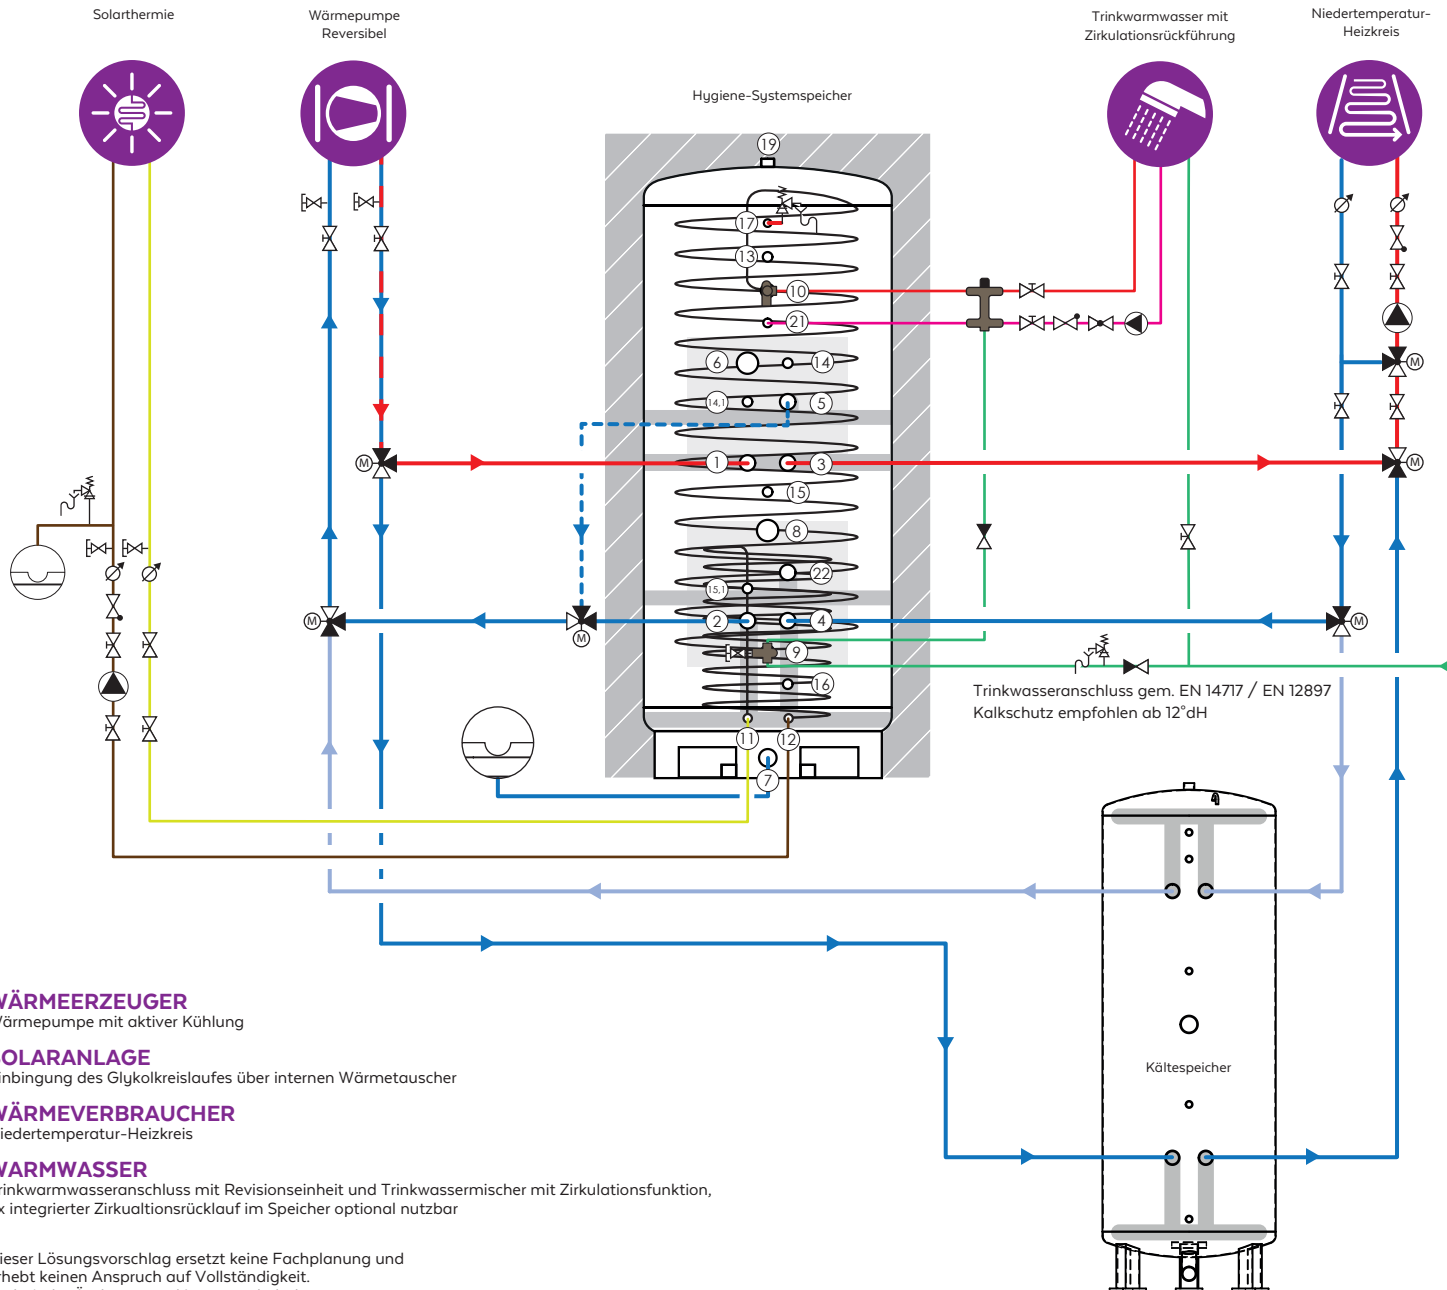 Solarthermie
Wärmepumpe
Reversibel
Hygiene-Systemspeicher
Trinkwarmwasser mit
Zirkulationsrückführung
Niedertemperatur-
Heizkreis
19
17
13
10
21
6
14
14,1
5
1
3
15
8
22
15,1
2
4
9
16
11
12
7
M
M
M
M
M
M
Trinkwasseranschluss gem. EN 14717 / EN 12897
Kalkschutz empfohlen ab 12°dH
Kältespeicher
WÄRMEERZEUGER
Wärmepumpe mit aktiver Kühlung
SOLARANLAGE
inbingung des Glykolkreislaufes über internen Wärmetauscher
WÄRMEVERBRAUCHER
iedertemperatur-Heizkreis
WARMWASSER
rinkwarmwasseranschluss mit Revisionseinheit und Trinkwassermischer mit Zirkulationsfunktion,
x integrierter Zirkualtionsrücklauf im Speicher optional nutzbar
ieser Lösungsvorschlag ersetzt keine Fachplanung und
rhebt keinen Anspruch auf Vollständigkeit.